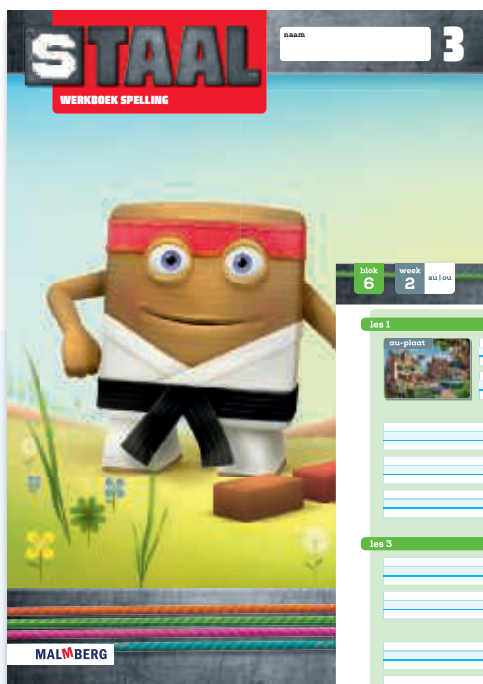 naam
3
STAAL
WERKBOEK SPELLING
MALMBERG
blok
6
week
2
au|ou
les 1
au-plaat
les 3